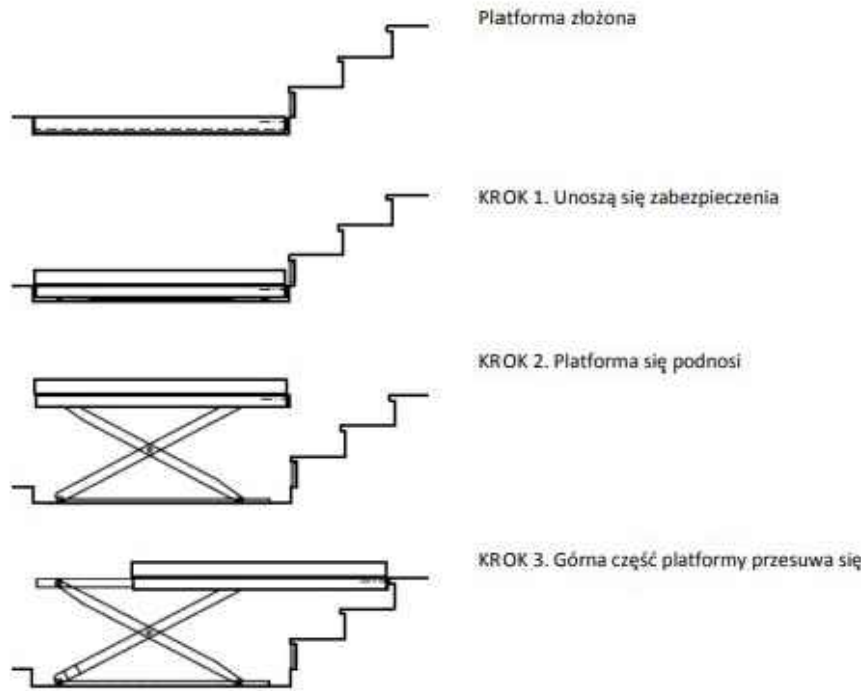 Platforma złożona
KROK 1. Unoszą się zabezpieczenia
KROK 2. Platforma się podnosi
KROK 3. Górna część platformy przesuwa się